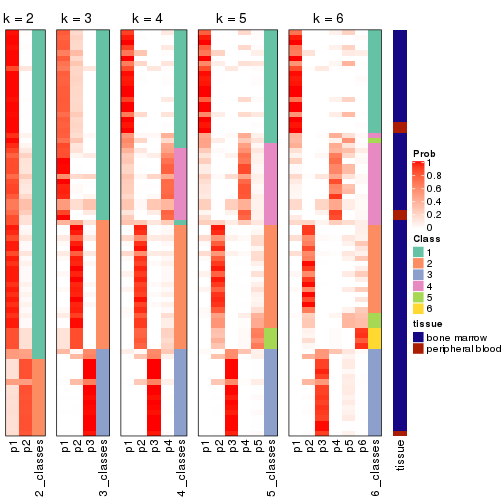 k = 2 k = 3 k = 4 k = 5 k = 6
Prob
1
0.8
0.6
0.4
0.2
0
Class
1
2
3
4
5
6
tissue
bone marrow
peripheral blood
p1 p2 2_classes p1 p2 p3 3_classes p1 p2 p3 p4 4_classes p1 p2 p3 p4 p5 5_classes p1 p2 p3 p4 p5 p6 6_classes tissue